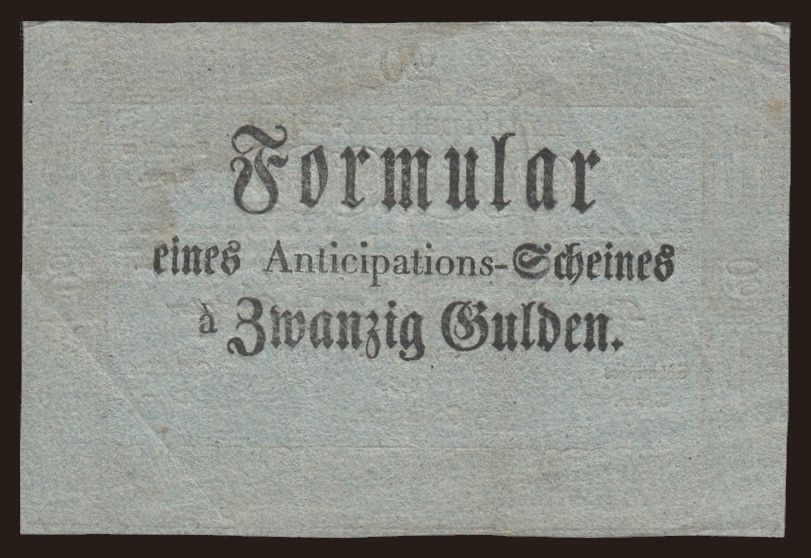 Formular
eines Anticipations-Scheines
à Zwanzig Gulden.